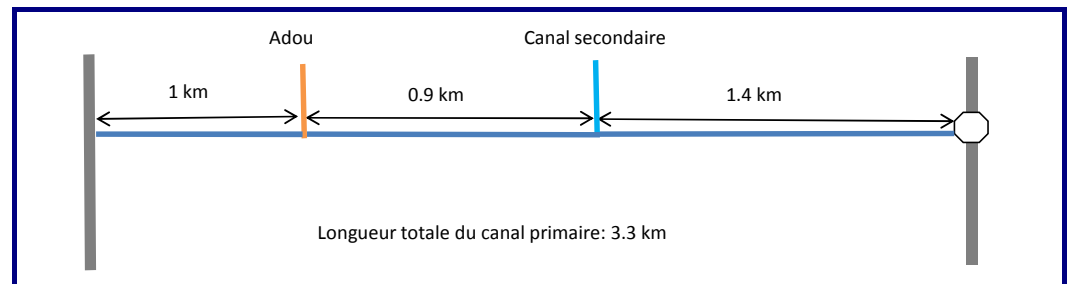 Adou
Canal secondaire
1 km
0.9 km
1.4 km
Longueur totale du canal primaire: 3.3 km